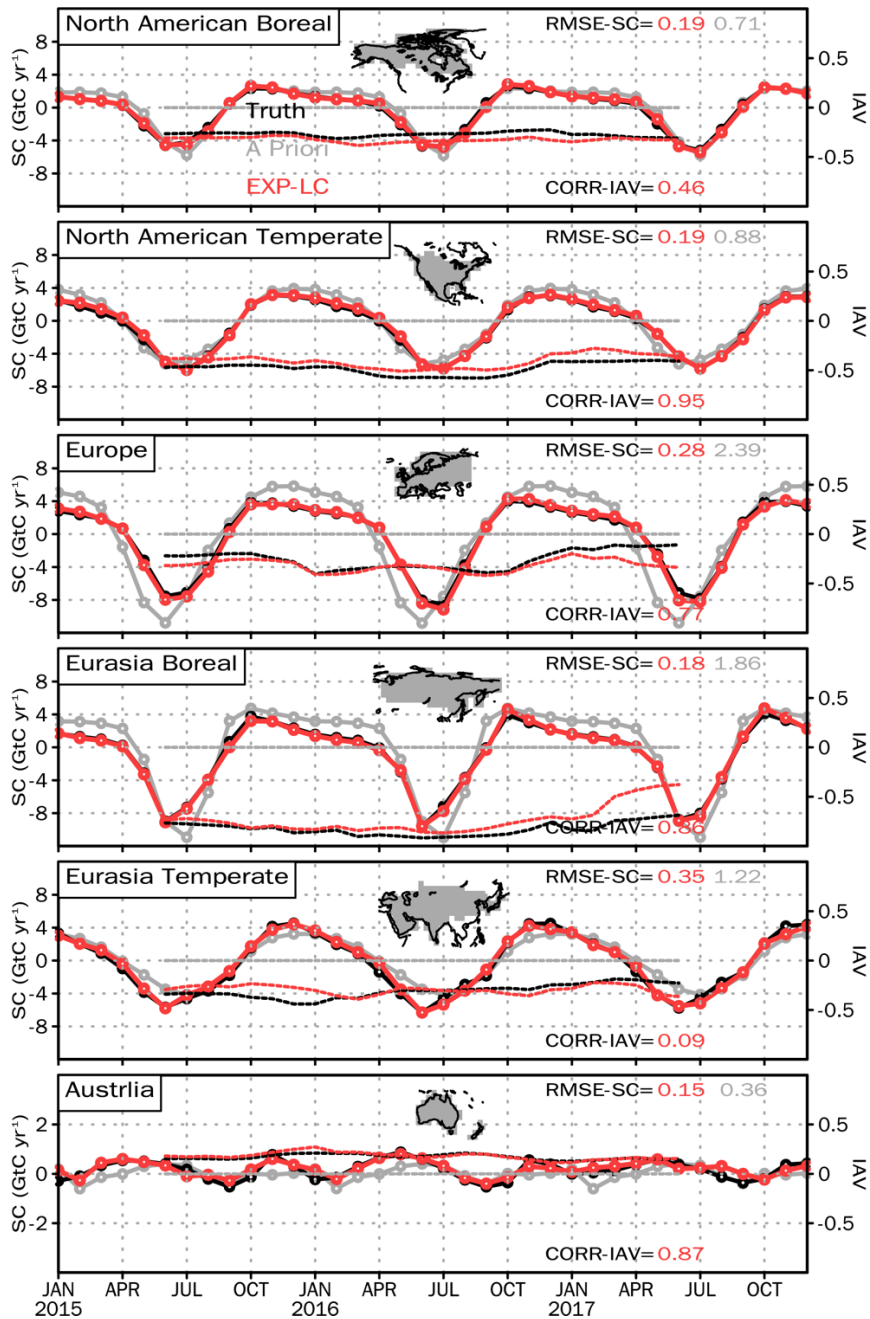 North American Boreal
RMSE-SC= 0.19 0.71
8
4
0
-4
-8
SC (GtC yr⁻¹)
0.5
0
-0.5
IAV
Truth
A Priori
EXP-LC
CORR-IAV= 0.46
North American Temperate
RMSE-SC= 0.19 0.88
8
4
0
-4
-8
SC (GtC yr⁻¹)
0.5
0
-0.5
IAV
CORR-IAV= 0.95
Europe
RMSE-SC= 0.28 2.39
8
4
0
-4
-8
SC (GtC yr⁻¹)
0.5
0
-0.5
IAV
CORR-IAV= 0.77
Eurasia Boreal
RMSE-SC= 0.18 1.86
8
4
0
-4
-8
SC (GtC yr⁻¹)
0.5
0
-0.5
IAV
CORR-IAV= 0.86
Eurasia Temperate
RMSE-SC= 0.35 1.22
8
4
0
-4
-8
SC (GtC yr⁻¹)
0.5
0
-0.5
IAV
CORR-IAV= 0.09
Austrlia
RMSE-SC= 0.15 0.36
2
0
-2
SC (GtC yr⁻¹)
0.5
0
-0.5
IAV
CORR-IAV= 0.87
JAN APR JUL OCT JAN APR JUL OCT JAN APR JUL OCT
2015 2016 2017